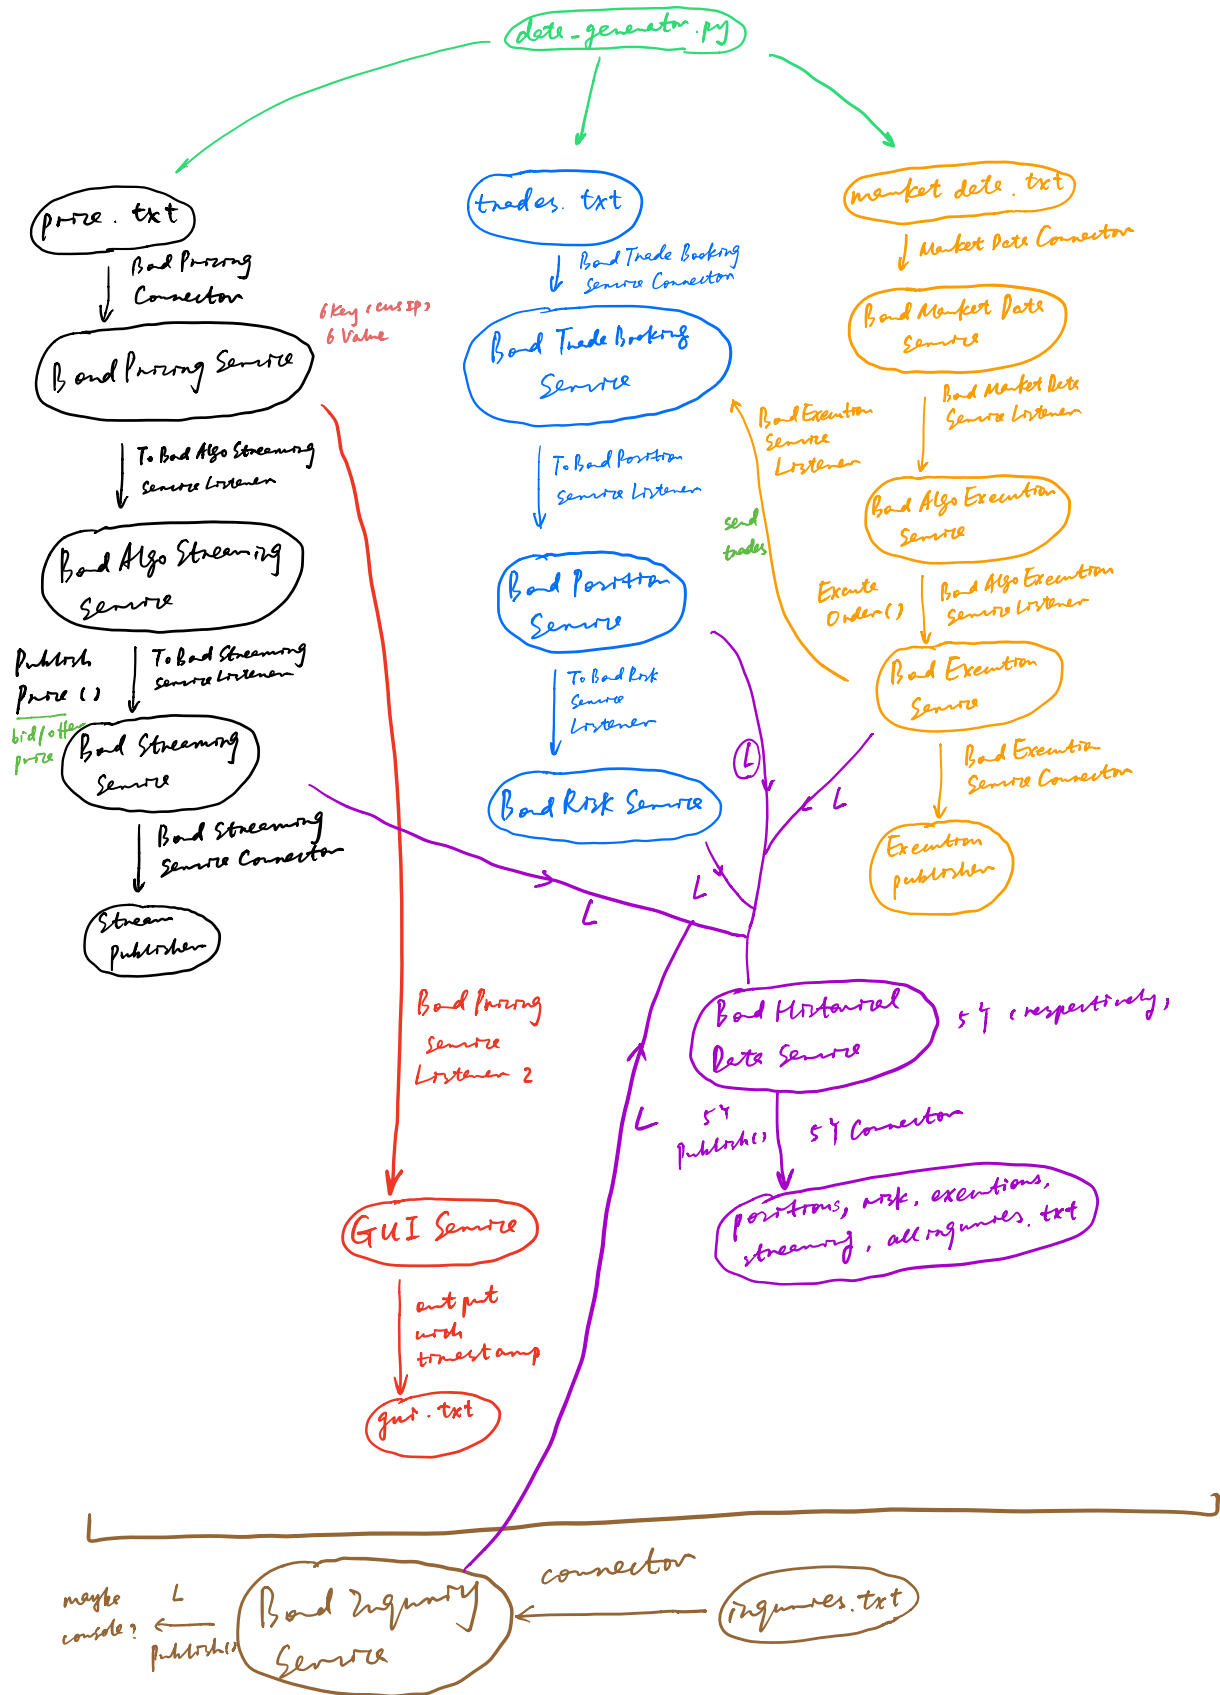 data_generator.py
price.txt
Bond Pricing
Connector
Bond Pricing Service
6 key (cusip)
6 Value
To Bond Algo Streaming
Service Listener
Bond Algo Streaming
Service
Publish
Price ()
bid/offer
price
To Bond Streaming
Service Listener
Bond Streaming
Service
Bond Streaming
Service Connector
Stream
Publisher
trades.txt
Bond Trade Booking
Service Connector
Bond Trade Booking
Service
To Bond Position
Service Listener
Bond Position
Service
To Bond Risk
Service
Listener
Bond Risk Service
market data.txt
Market Data Connector
Bond Market Data
Service
Bond Market Data
Service Listener
Bond Execution
Service
Listener
send
trades
Bond Algo Execution
Service
Execute
Order()
Bond Algo Execution
Service Listener
Bond Execution
Service
Bond Execution
Service Connector
Execution
publisher
L
L
L
L
L
Bond Historical
Data Service
(respectively)
Publish()
Connector
positions, risk, executions,
streaming, allinquiries.txt
Bond Pricing
Service
Listener 2
GUI Service
output
with
timestamp
gui.txt
Bond Inquiry
Service
connector
inquiries.txt
maybe
console?
L
publish()